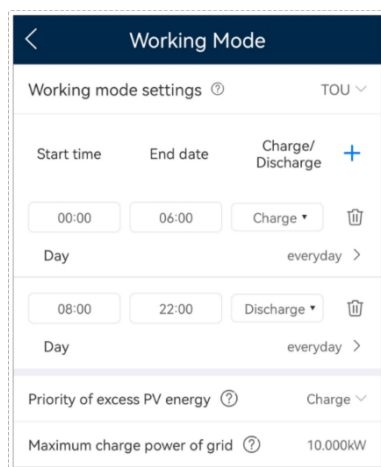 Working Mode
Working mode settings ? TOU
Start time End date Charge/
Discharge +
00:00 06:00 Charge
Day everyday >
08:00 22:00 Discharge
Day everyday >
Priority of excess PV energy ? Charge
Maximum charge power of grid ? 10.000kW